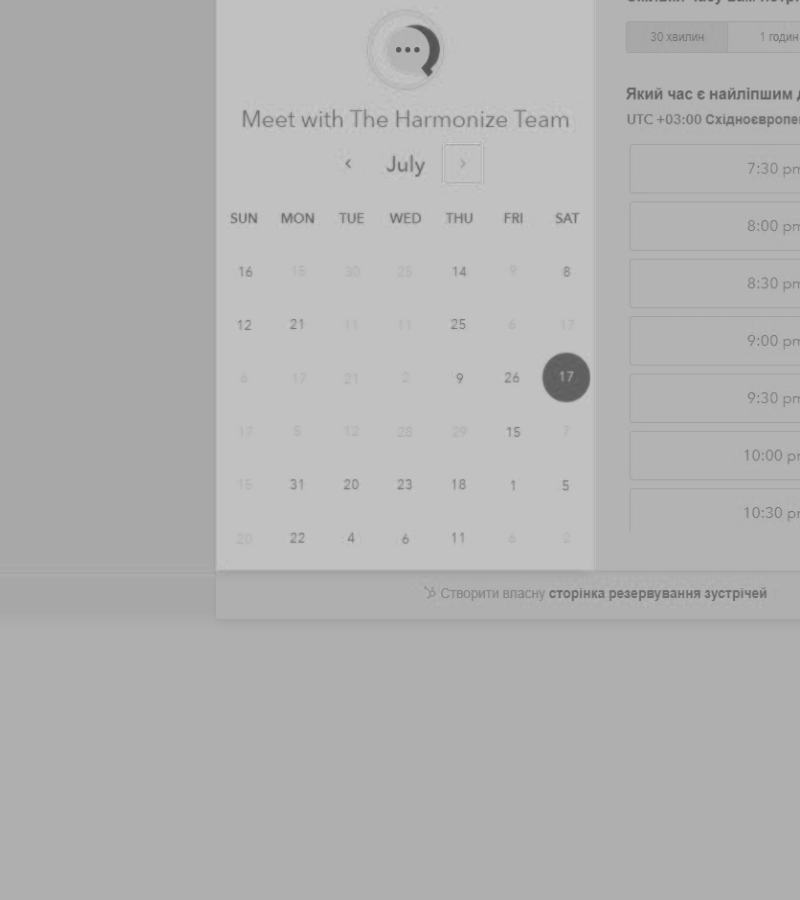 Meet with The Harmonize Team
July
SUN MON TUE WED THU FRI SAT
16 15 30 25 14 9 8
12 21 11 11 25 6 17
6 17 21 2 9 26 17
17 5 12 28 29 15 7
15 31 20 23 18 1 5
20 22 4 6 11 6 2
30 хвилин 1 годин
Який час є найліпшим
UTC +03:00 Східноєвропе
7:30 pm
8:00 pm
8:30 pm
9:00 pm
9:30 pm
10:00 pm
10:30 pm
Створити власну сторінка резервування зустрічей